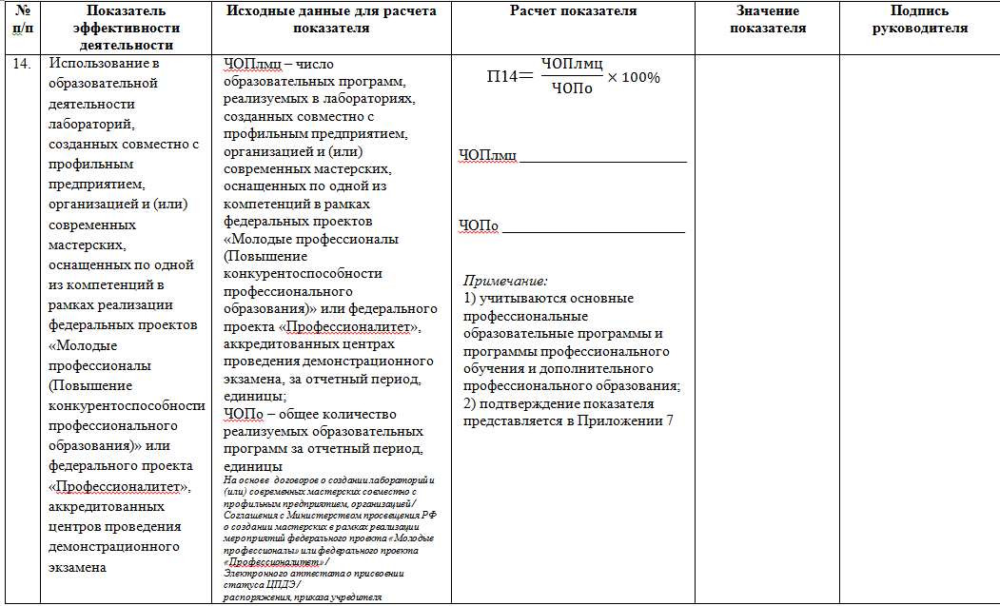 № п/п
Показатель эффективности деятельности
Исходные данные для расчета показателя
Расчет показателя
Значение показателя
Подпись руководителя
14.
Использование в
образовательной
деятельности
лабораторий,
созданных совместно с
профильным
предприятием,
организацией и (или)
современных
мастерских,
оснащенных по одной
из компетенций в
рамках реализации
федеральных проектов
«Молодые
профессионалы
(Повышение
конкурентоспособности
профессионального
образования)» или
федерального проекта
«Профессионалитет»,
аккредитованных
центров проведения
демонстрационного
экзамена
ЧОПлмц – число
образовательных программ,
реализуемых в лабораториях,
созданных совместно с
профильным предприятием,
организацией и (или)
современных мастерских,
оснащенных по одной из
компетенций в рамках
федеральных проектов
«Молодые профессионалы
(Повышение
конкурентоспособности
профессионального
образования)» или федерального
проекта «Профессионалитет»,
аккредитованных центрах
проведения демонстрационного
экзамена, за отчетный период,
единицы;
ЧОПо – общее количество
реализуемых образовательных
программ за отчетный период,
единицы
На основе договоров о создании лабораторий и
(или) современных мастерских совместно с
профильным предприятием, организацией/
Соглашения с Министерством просвещения РФ
о создании мастерских в рамках реализации
мероприятий федерального проекта «Молодые
профессионалы» или федерального проекта
«Профессионалитет»/
Электронного аттестата о присвоении
статуса ЦПДЭ/
распоряжения, приказа учредителя
П14= ЧОПлмц / ЧОПо × 100%
ЧОПлмц ______________________
ЧОПо ________________________
Примечание:
1) учитываются основные
профессиональные
образовательные программы и
программы профессионального
обучения и дополнительного
профессионального образования;
2) подтверждение показателя
представляется в Приложении 7